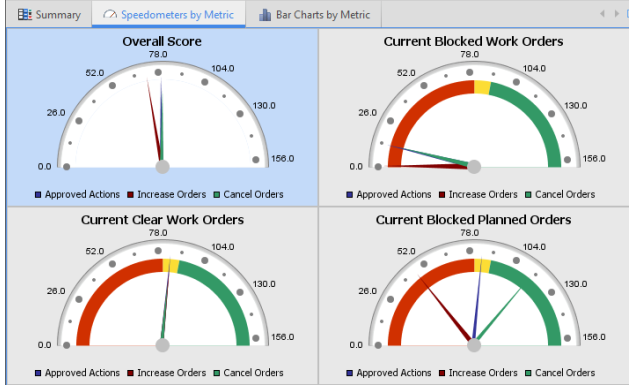 Summary Speedometers by Metric Bar Charts by Metric
Overall Score
0.0 26.0 52.0 78.0 104.0 130.0 156.0
Approved Actions Increase Orders Cancel Orders
Current Blocked Work Orders
0.0 26.0 52.0 78.0 104.0 130.0 156.0
Approved Actions Increase Orders Cancel Orders
Current Clear Work Orders
0.0 26.0 52.0 78.0 104.0 130.0 156.0
Approved Actions Increase Orders Cancel Orders
Current Blocked Planned Orders
0.0 26.0 52.0 78.0 104.0 130.0 156.0
Approved Actions Increase Orders Cancel Orders